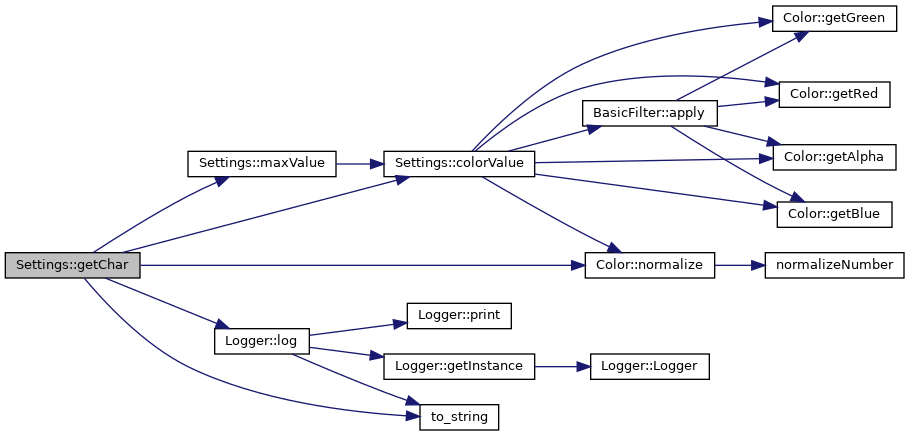 Color::getGreen
Color::getRed
BasicFilter::apply
Settings::maxValue
Settings::colorValue
Color::getAlpha
Color::getBlue
Settings::getChar
Color::normalize
normalizeNumber
Logger::print
Logger::log
Logger::getInstance
Logger::Logger
to_string